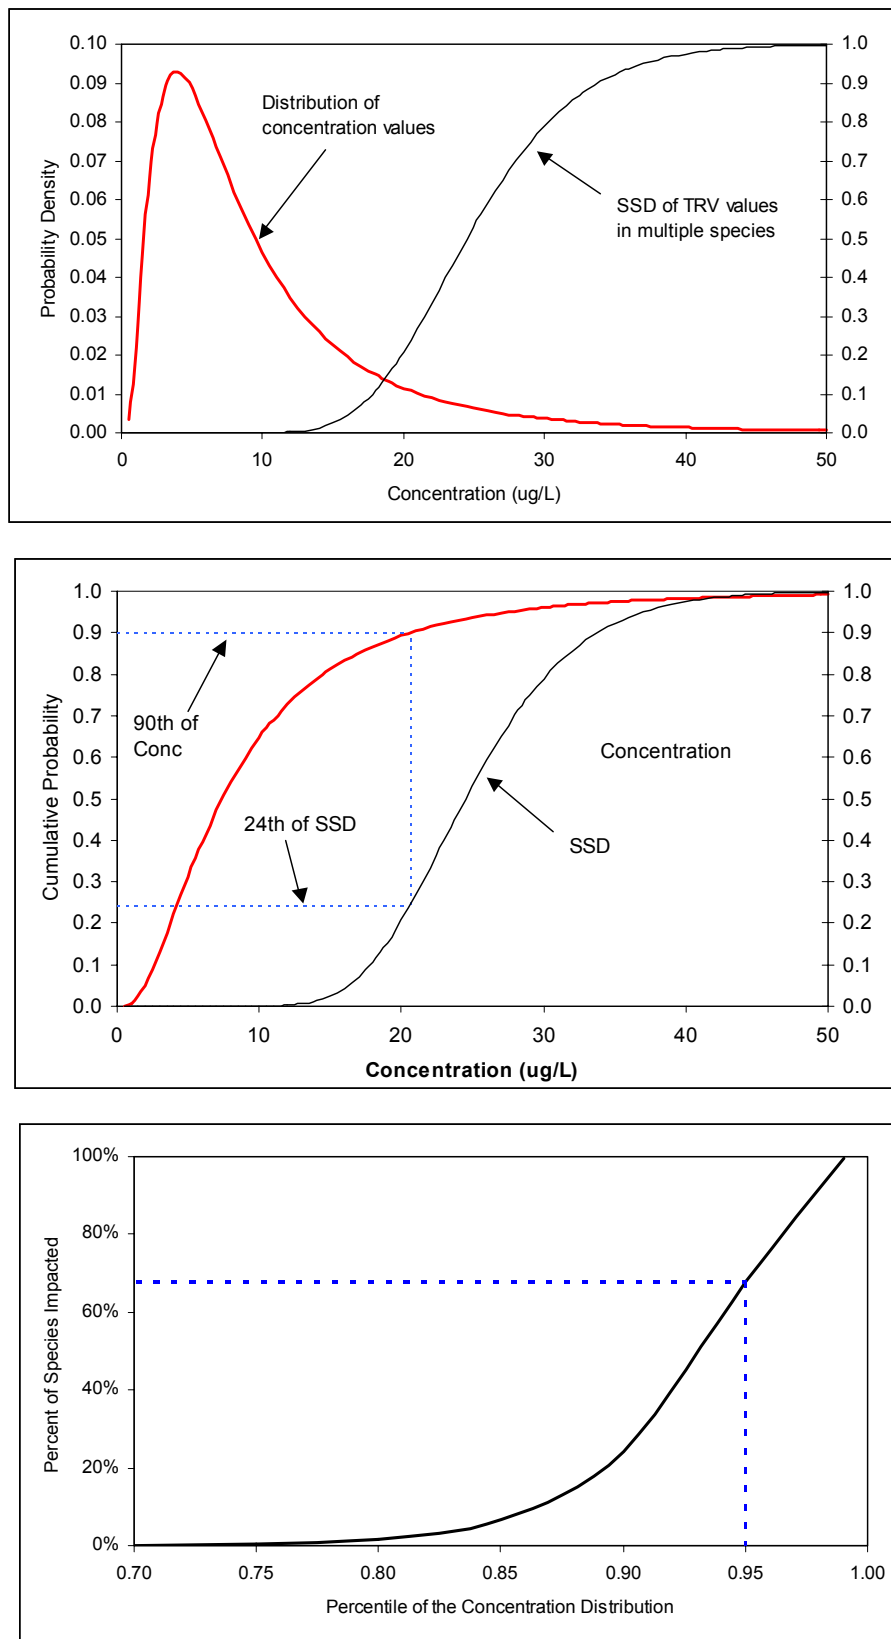 0.10
0.09
0.08
0.07
0.06
0.05
0.04
0.03
0.02
0.01
0.00
Probability Density
Distribution of
concentration values
SSD of TRV values
in multiple species
1.0
0.9
0.8
0.7
0.6
0.5
0.4
0.3
0.2
0.1
0.0
0 10 20 30 40 50
Concentration (ug/L)
1.0
0.9
0.8
0.7
0.6
0.5
0.4
0.3
0.2
0.1
0.0
Cumulative Probability
90th of
Conc
24th of SSD
Concentration
SSD
1.0
0.9
0.8
0.7
0.6
0.5
0.4
0.3
0.2
0.1
0.0
0 10 20 30 40 50
Concentration (ug/L)
100%
80%
60%
40%
20%
0%
Percent of Species Impacted
0.70 0.75 0.80 0.85 0.90 0.95 1.00
Percentile of the Concentration Distribution